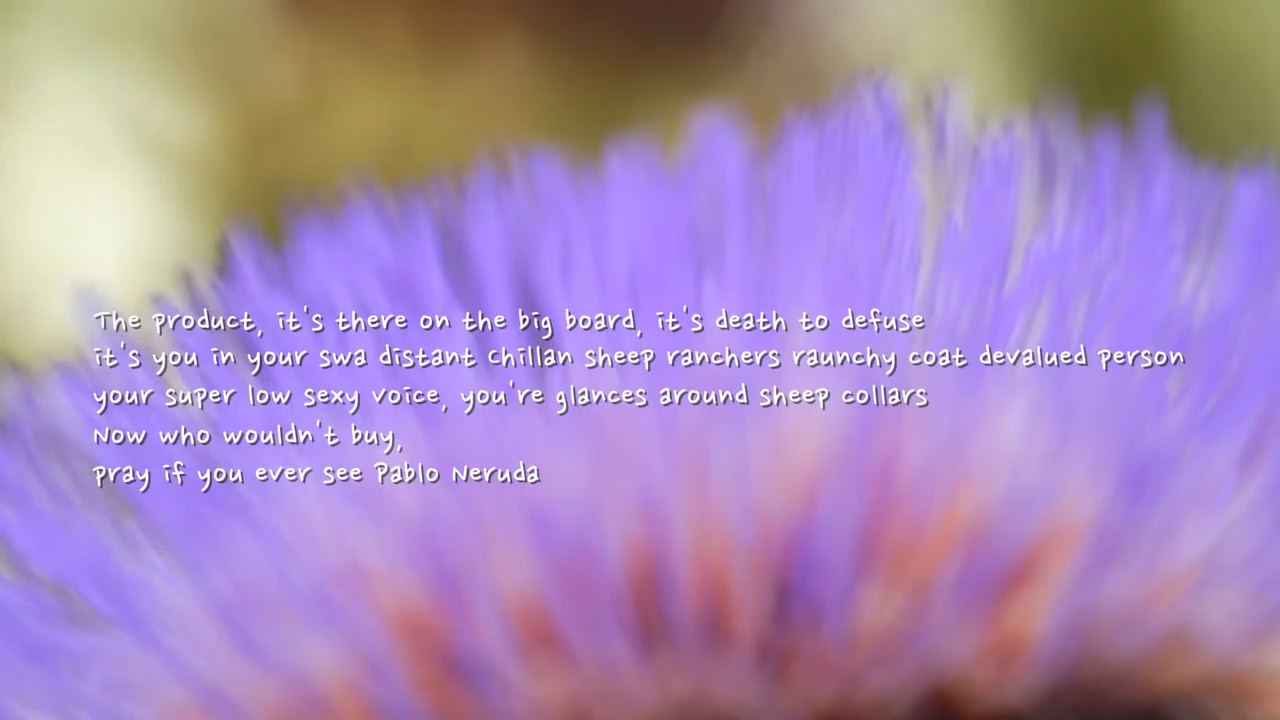 The product, it's there on the big board, it's death to defuse
it's you in your swa distant Chillan sheep ranchers raunchy coat devalued person
your super low sexy voice, you're glances around sheep collars
Now who wouldn't buy,
pray if you ever see Pablo Neruda